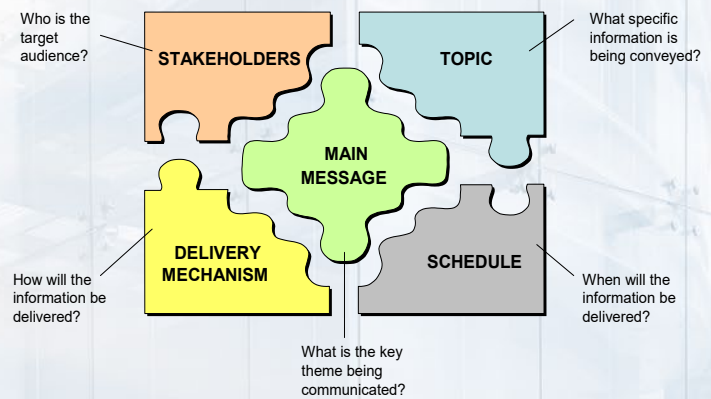 Who is the
target
audience?
STAKEHOLDERS
TOPIC
What specific
information is
being conveyed?
MAIN
MESSAGE
How will the
information be
delivered?
DELIVERY
MECHANISM
SCHEDULE
When will the
information be
delivered?
What is the key
theme being
communicated?